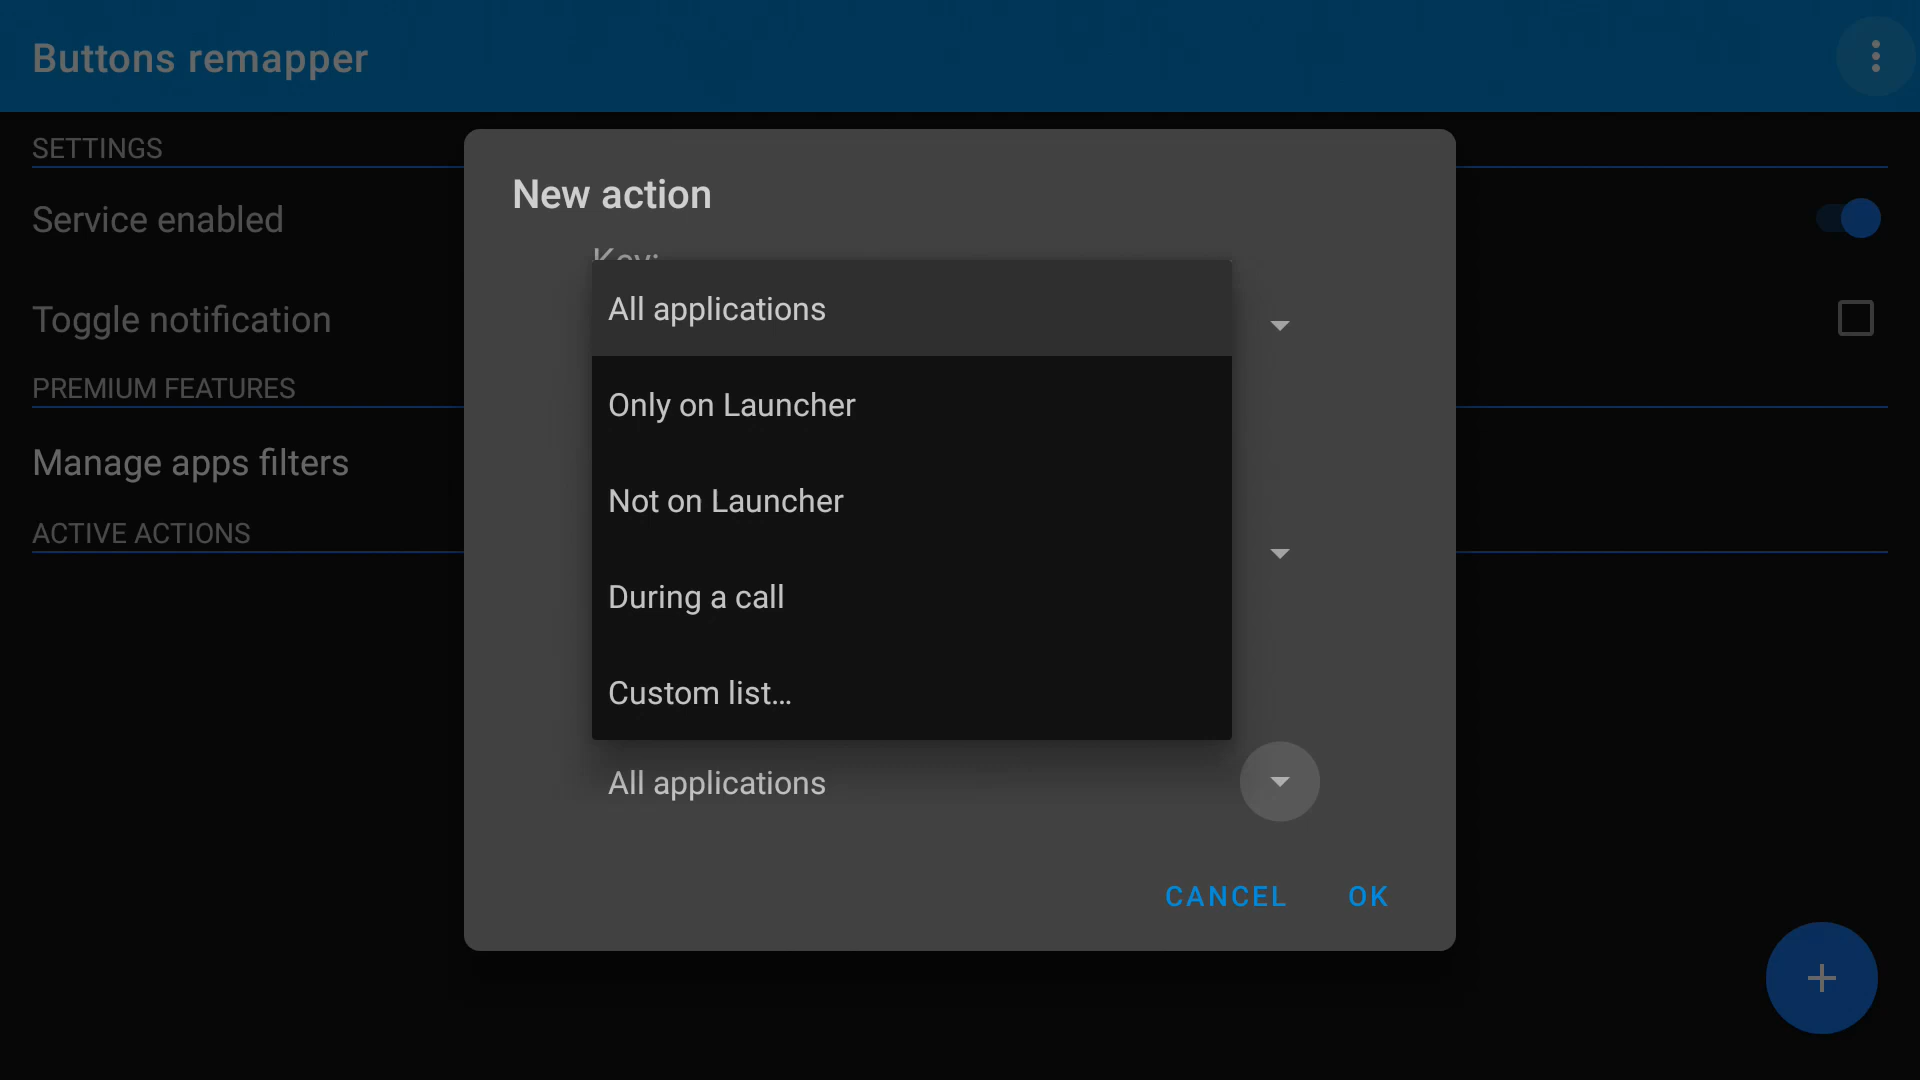 Buttons remapper
SETTINGS
Service enabled
Toggle notification
PREMIUM FEATURES
Manage apps filters
ACTIVE ACTIONS
New action
Key:
All applications
Only on Launcher
Not on Launcher
During a call
Custom list...
All applications
CANCEL OK